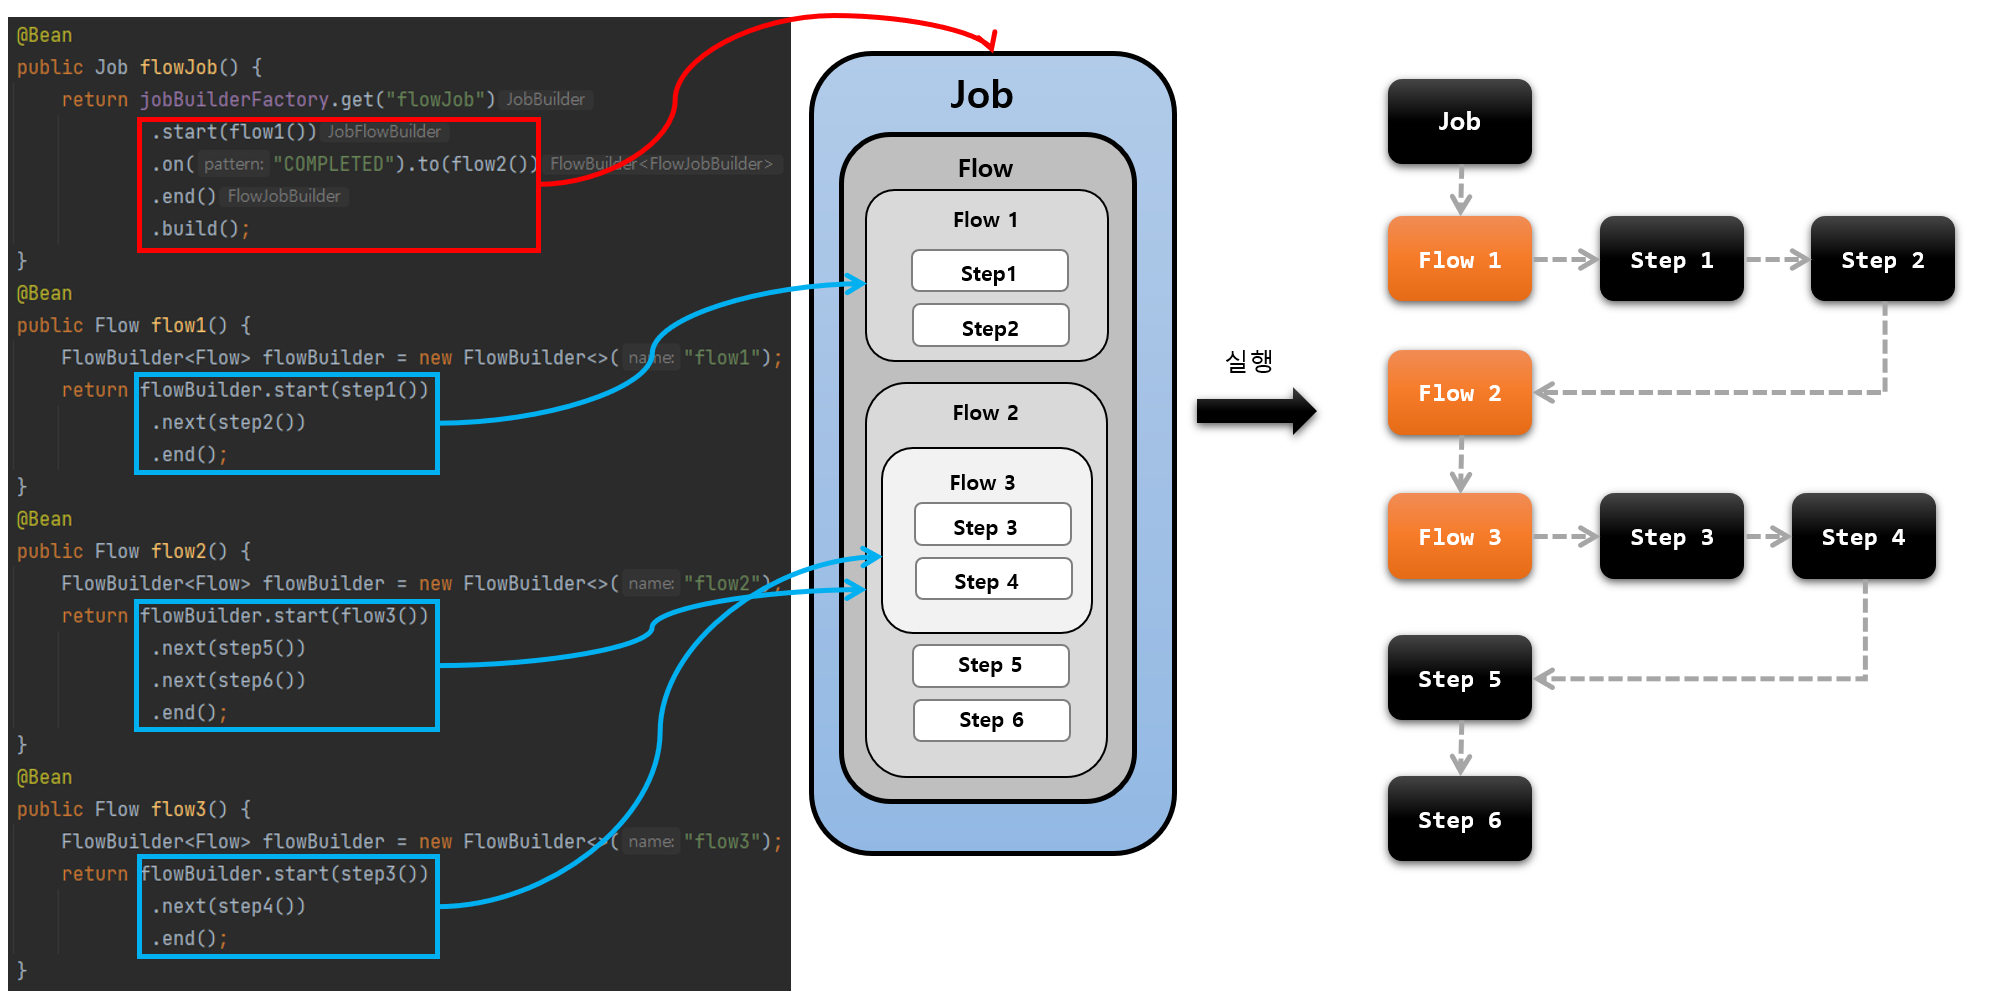 @Bean
public Job flowJob() {
return jobBuilderFactory.get("flowJob") JobBuilder
.start(flow1()) JobFlowBuilder
.on( pattern: "COMPLETED").to(flow2()) FlowBuilder<FlowJobBuilder>
.end() FlowJobBuilder
.build();
}
@Bean
public Flow flow1() {
FlowBuilder<Flow> flowBuilder = new FlowBuilder<>( name: "flow1");
return flowBuilder.start(step1())
.next(step2())
.end();
}
@Bean
public Flow flow2() {
FlowBuilder<Flow> flowBuilder = new FlowBuilder<>( name: "flow2");
return flowBuilder.start(flow3())
.next(step5())
.next(step6())
.end();
}
@Bean
public Flow flow3() {
FlowBuilder<Flow> flowBuilder = new FlowBuilder<>( name: "flow3");
return flowBuilder.start(step3())
.next(step4())
.end();
}
Job
Flow
Flow 1
Step1
Step2
Flow 2
Flow 3
Step 3
Step 4
Step 5
Step 6
실행
Job
Flow 1
Step 1
Step 2
Flow 2
Flow 3
Step 3
Step 4
Step 5
Step 6